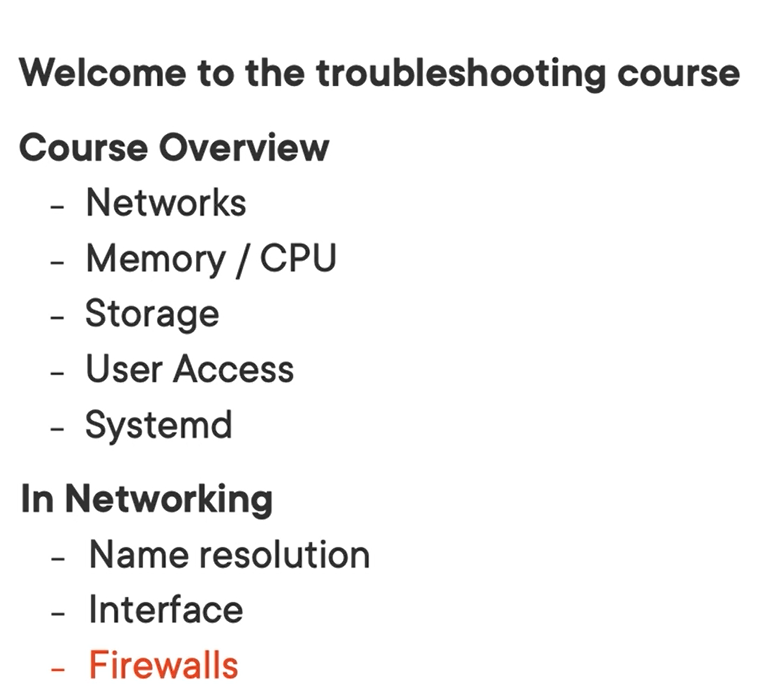 Welcome to the troubleshooting course
Course Overview
- Networks
- Memory / CPU
- Storage
- User Access
- Systemd
In Networking
- Name resolution
- Interface
- Firewalls